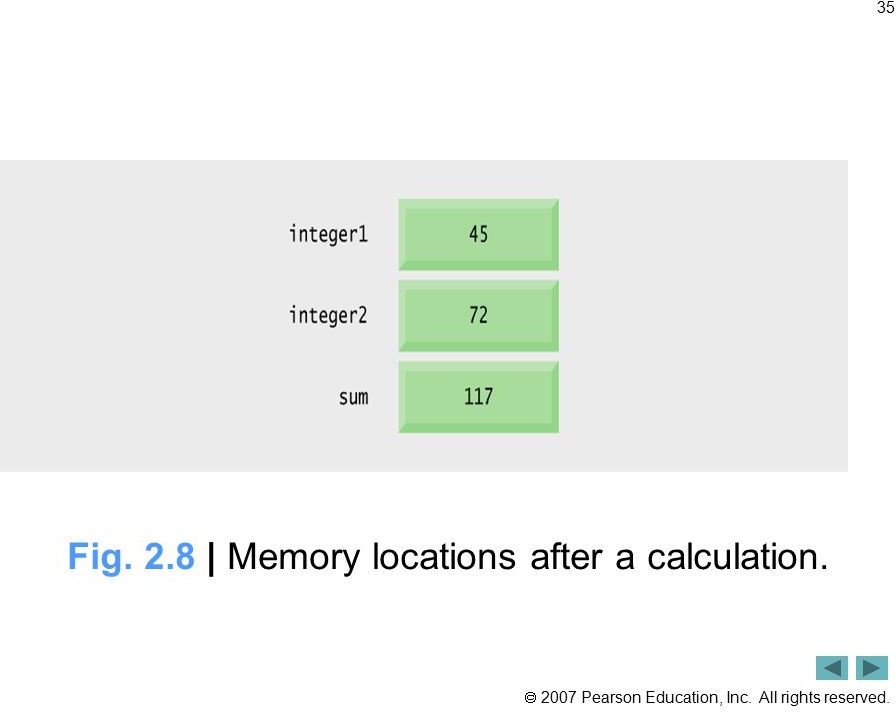 35
integer1 45
integer2 72
sum 117
Fig. 2.8 | Memory locations after a calculation.
© 2007 Pearson Education, Inc. All rights reserved.